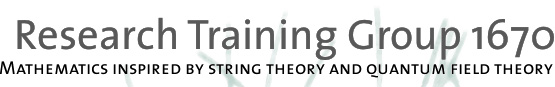 Research Training Group 1670
MATHEMATICS INSPIRED BY STRING THEORY AND QUANTUM FIELD THEORY